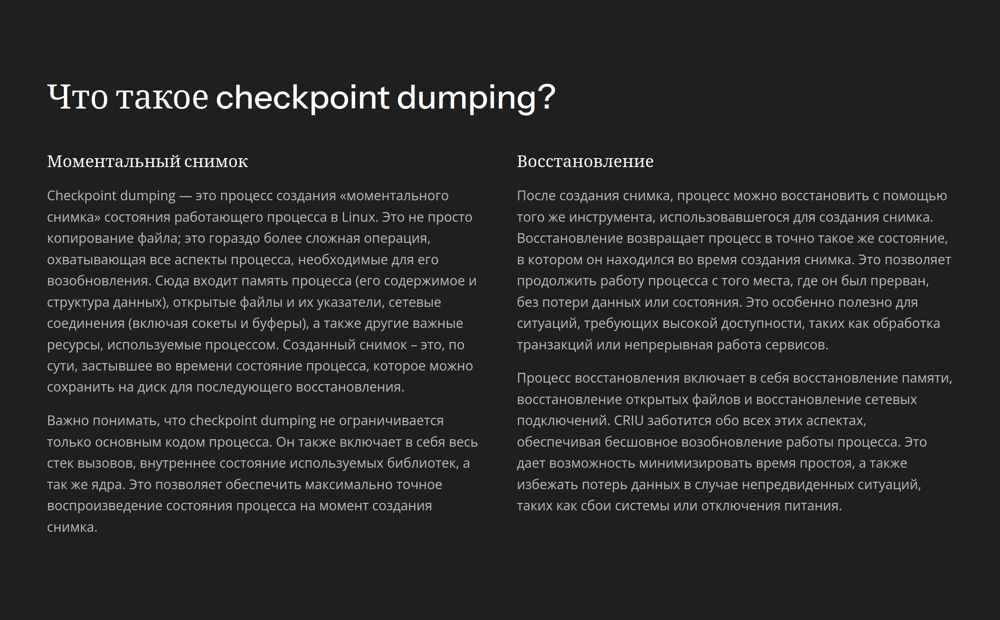 Что такое checkpoint dumping?
Моментальный снимок
Checkpoint dumping — это процесс создания «моментального
снимка» состояния работающего процесса в Linux. Это не просто
копирование файла; это гораздо более сложная операция,
охватывающая все аспекты процесса, необходимые для его
возобновления. Сюда входит память процесса (его содержимое и
структура данных), открытые файлы и их указатели, сетевые
соединения (включая сокеты и буферы), а также другие важные
ресурсы, используемые процессом. Созданный снимок – это, по
сути, застывшее во времени состояние процесса, которое можно
сохранить на диск для последующего восстановления.
Важно понимать, что checkpoint dumping не ограничивается
только основным кодом процесса. Он также включает в себя весь
стек вызовов, внутреннее состояние используемых библиотек, а
так же ядра. Это позволяет обеспечить максимально точное
воспроизведение состояния процесса на момент создания
снимка.
Восстановление
После создания снимка, процесс можно восстановить с помощью
того же инструмента, использовавшегося для создания снимка.
Восстановление возвращает процесс в точно такое же состояние,
в котором он находился во время создания снимка. Это позволяет
продолжить работу процесса с того места, где он был прерван,
без потери данных или состояния. Это особенно полезно для
ситуаций, требующих высокой доступности, таких как обработка
транзакций или непрерывная работа сервисов.
Процесс восстановления включает в себя восстановление памяти,
восстановление открытых файлов и восстановление сетевых
подключений. CRIU заботится обо всех этих аспектах,
обеспечивая бесшовное возобновление работы процесса. Это
дает возможность минимизировать время простоя, а также
избежать потерь данных в случае непредвиденных ситуаций,
таких как сбои системы или отключения питания.